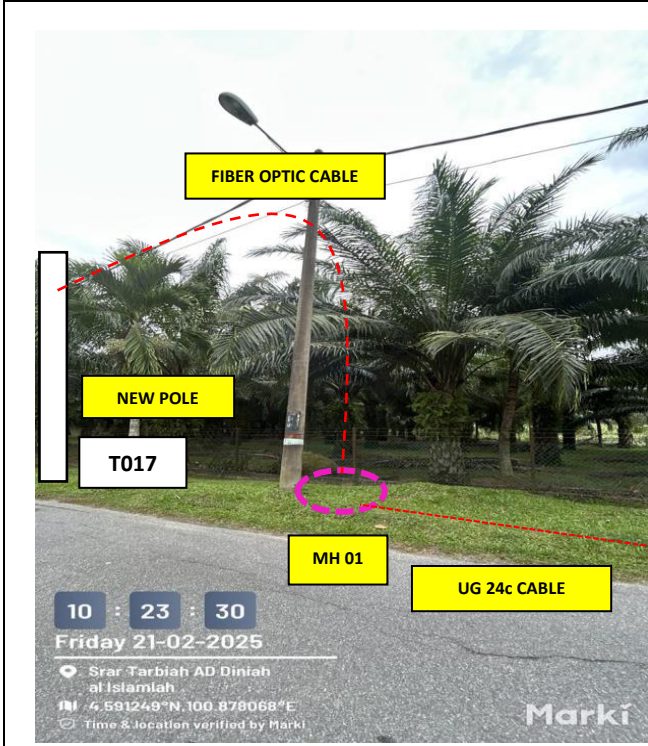 FIBER OPTIC CABLE
NEW POLE
T017
MH 01
UG 24c CABLE
10 : 23 : 30
Friday 21-02-2025
Srar Tarbiah AD Diniah
al Islamiah
4.591249°N,100.878068°E
Time & location verified by Marki
Marki